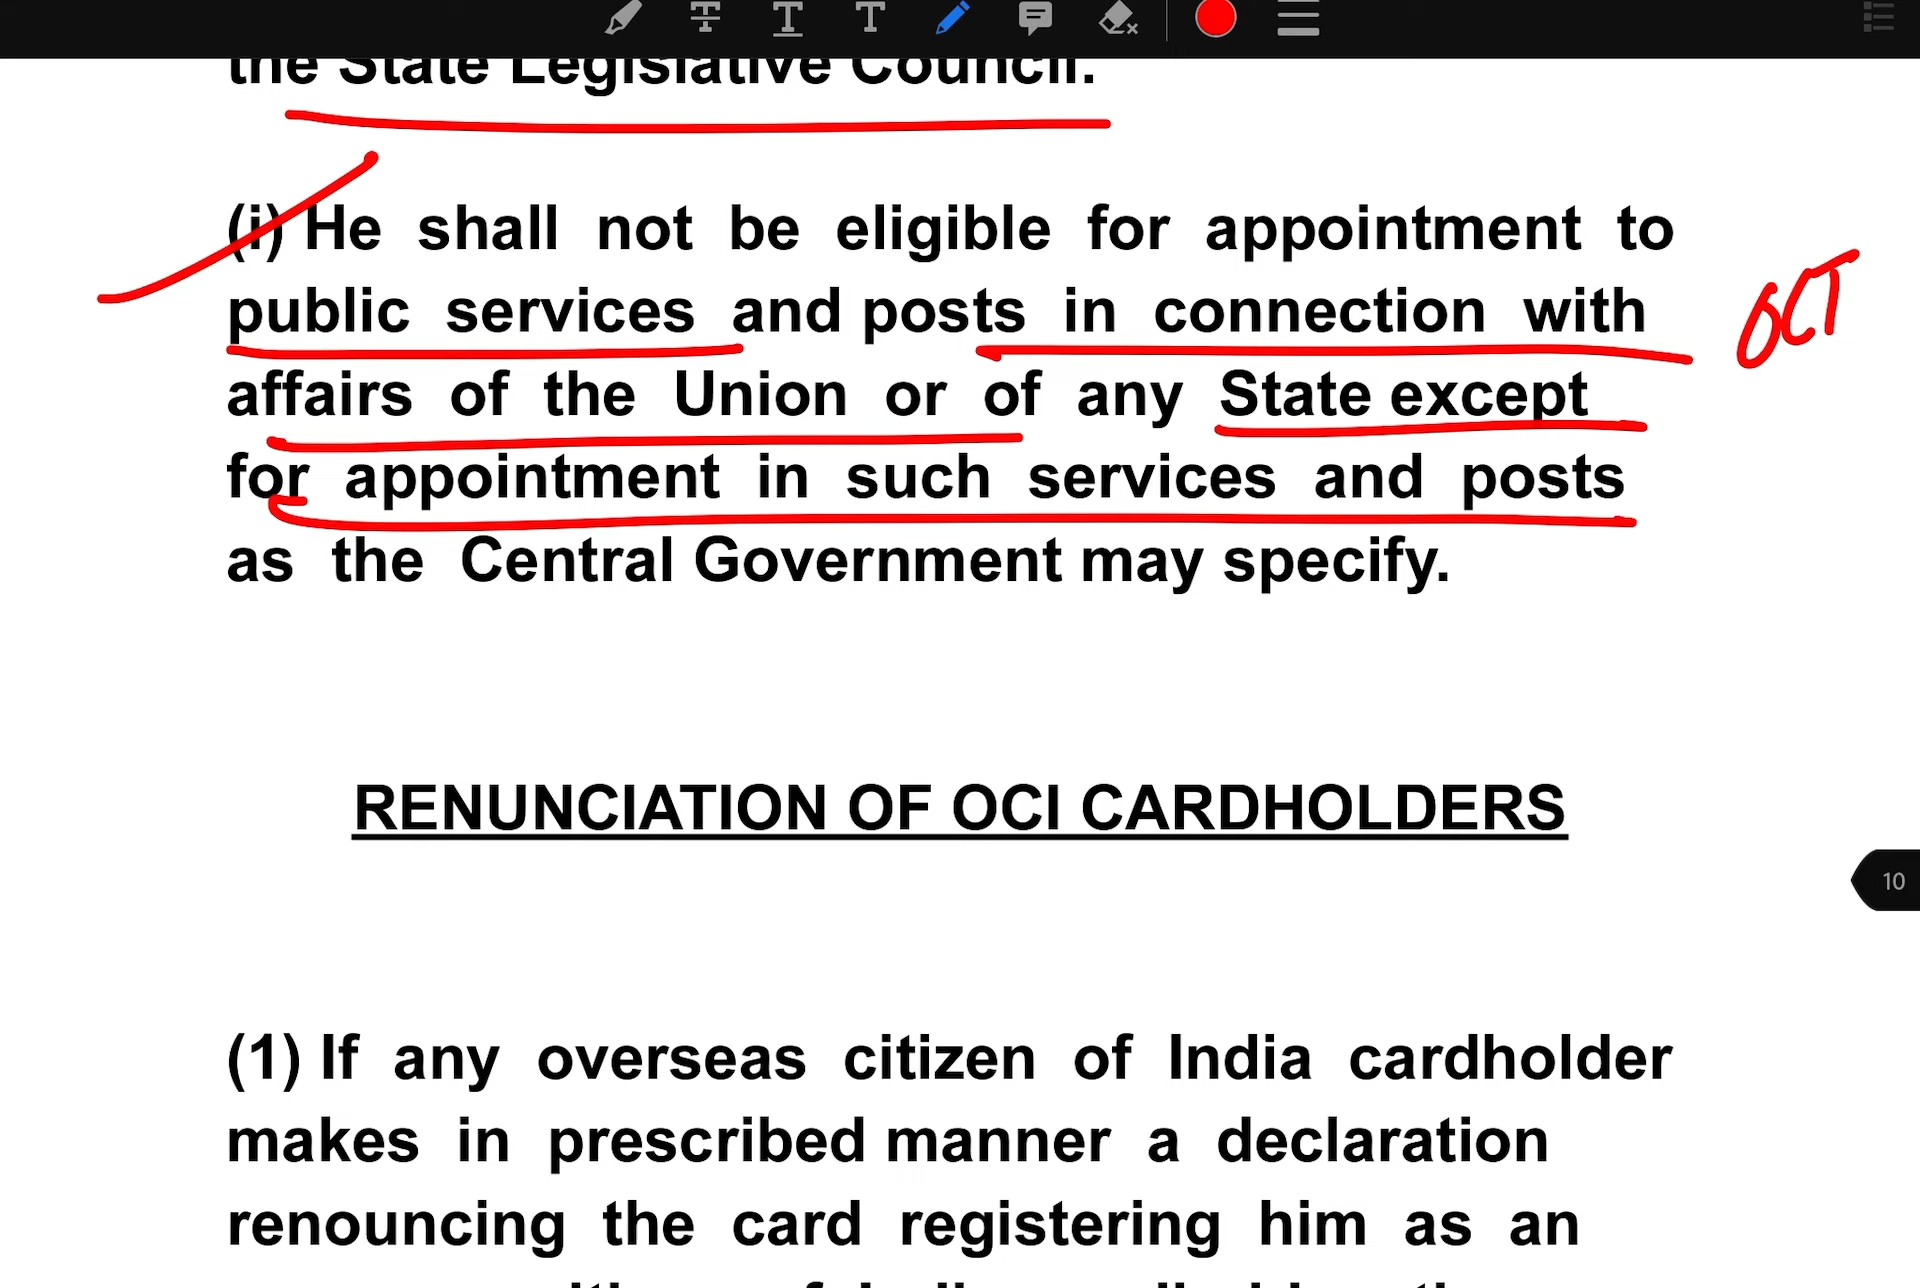 the State Legislative Council.
(i) He shall not be eligible for appointment to
public services and posts in connection with
OCI
affairs of the Union or of any State except
for appointment in such services and posts
as the Central Government may specify.
RENUNCIATION OF OCI CARDHOLDERS
10
(1) If any overseas citizen of India cardholder
makes in prescribed manner a declaration
renouncing the card registering him as an